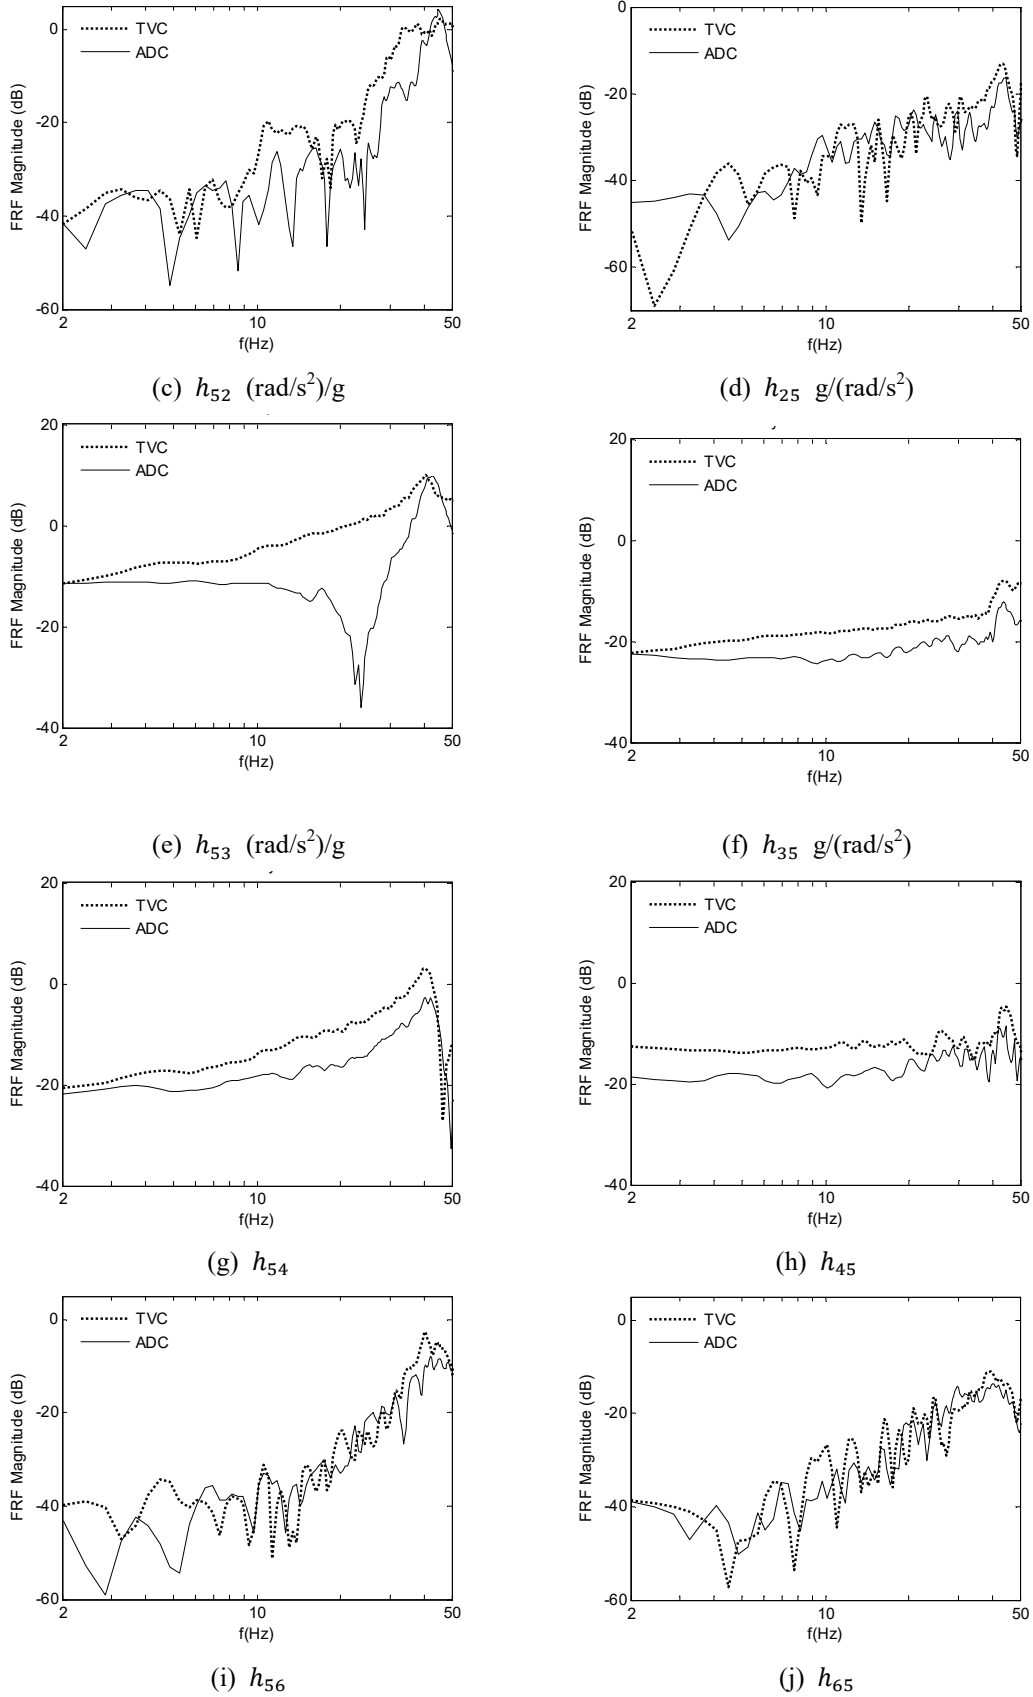 0
TVC
ADC
-20
-40
-60
FRF Magnitude (dB)
2
10
50
f(Hz)
(c) h₅₂ (rad/s²)/g
0
TVC
ADC
-20
-40
-60
FRF Magnitude (dB)
2
10
50
f(Hz)
(d) h₂₅ g/(rad/s²)
20
TVC
ADC
0
-20
-40
FRF Magnitude (dB)
2
10
50
f(Hz)
(e) h₅₃ (rad/s²)/g
20
TVC
ADC
0
-20
-40
FRF Magnitude (dB)
2
10
50
f(Hz)
(f) h₃₅ g/(rad/s²)
20
TVC
ADC
0
-20
-40
FRF Magnitude (dB)
2
10
50
f(Hz)
(g) h₅₄
20
TVC
ADC
0
-20
-40
FRF Magnitude (dB)
2
10
50
f(Hz)
(h) h₄₅
0
TVC
ADC
-20
-40
-60
FRF Magnitude (dB)
2
10
50
f(Hz)
(i) h₅₆
0
TVC
ADC
-20
-40
-60
FRF Magnitude (dB)
2
10
50
f(Hz)
(j) h₆₅